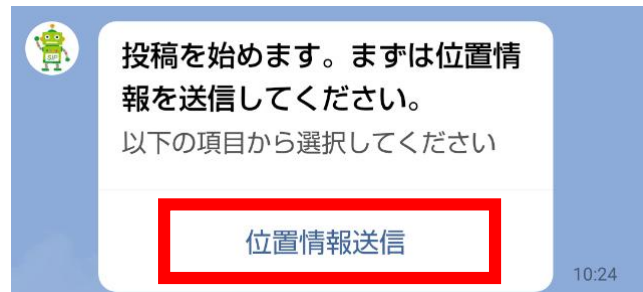 投稿を始めます。まずは位置情
報を送信してください。
以下の項目から選択してください
位置情報送信
10:24